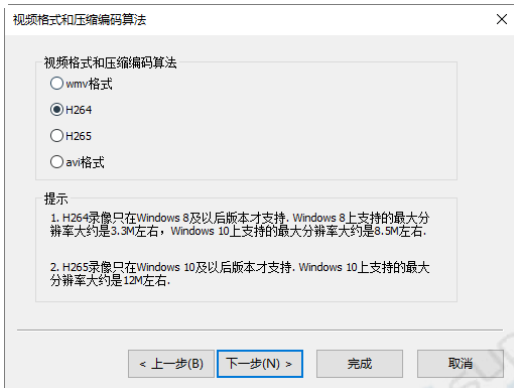 视频格式和压缩编码算法
视频格式和压缩编码算法
wmv格式
H264
H265
avi格式
提示
1. H264录像只在Windows 8及以后版本才支持. Windows 8上支持的最大分
辨率大约是3.3M左右，Windows 10上支持的最大分辨率大约是8.5M左右.
2. H265录像只在Windows 10及以后版本才支持. Windows 10上支持的最大
分辨率大约是12M左右.
< 上一步(B) 下一步(N) > 完成 取消